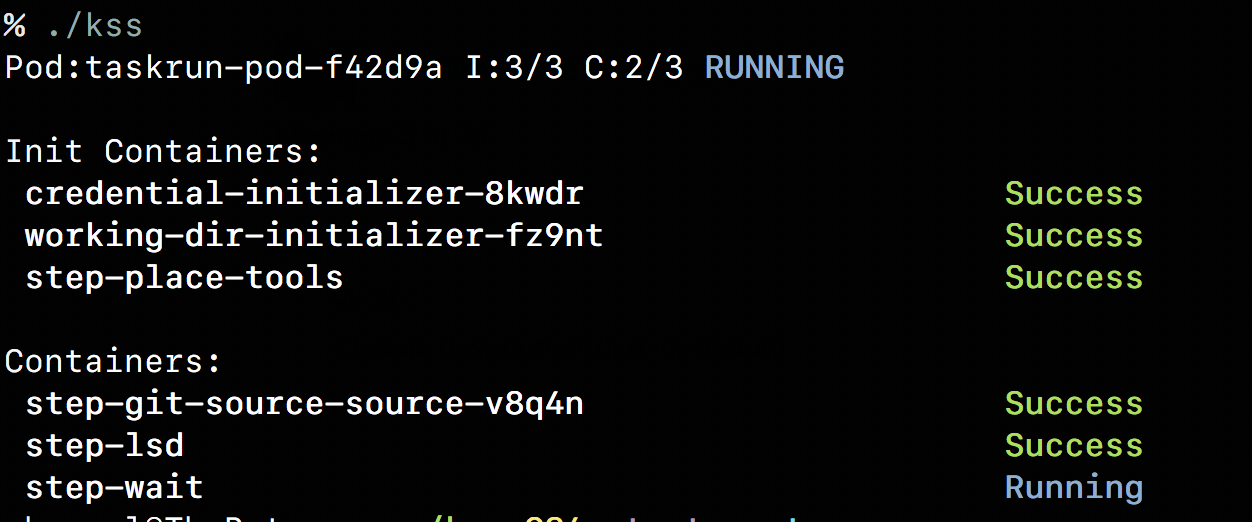 % ./kss
Pod:taskrun-pod-f42d9a I:3/3 C:2/3 RUNNING
Init Containers:
credential-initializer-8kwdr Success
working-dir-initializer-fz9nt Success
step-place-tools Success
Containers:
step-git-source-source-v8q4n Success
step-lsd Success
step-wait Running